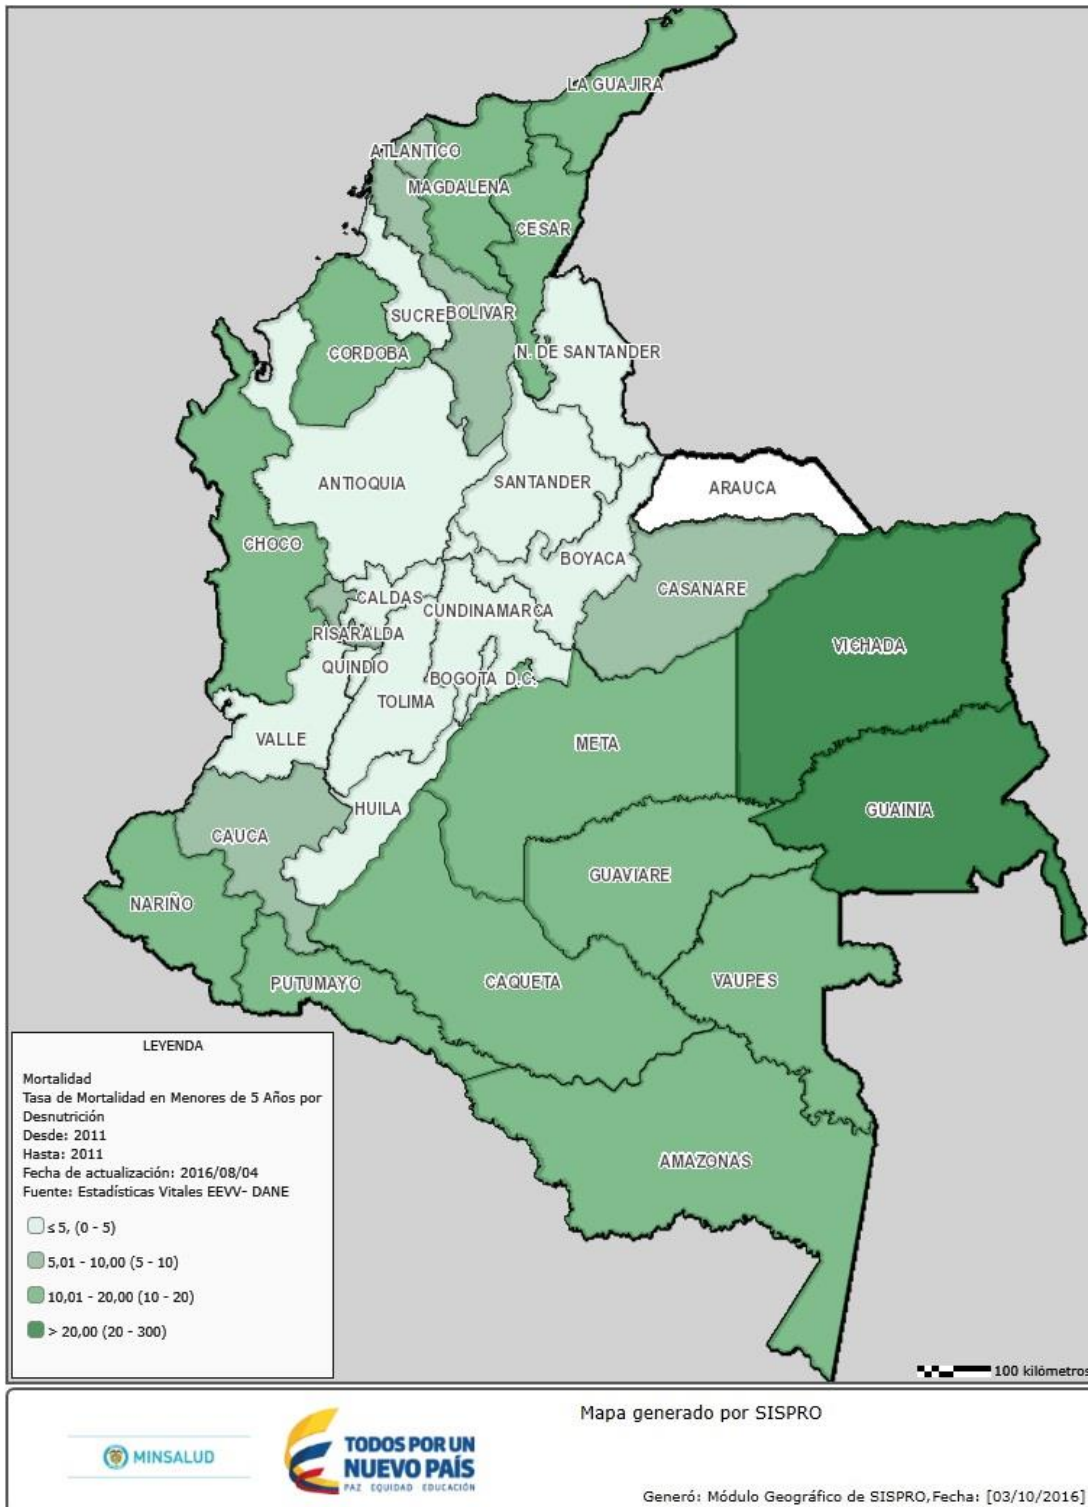 LA GUAJIRA
ATLANTICO
MAGDALENA
CESAR
SUCRE
BOLIVAR
CORDOBA
N. DE SANTANDER
ANTIOQUIA
SANTANDER
ARAUCA
CHOCO
BOYACA
CASANARE
CALDAS
CUNDINAMARCA
RISARALDA
VICHADA
QUINDIO
BOGOTA D.C.
TOLIMA
VALLE
META
HUILA
GUAINIA
CAUCA
GUAVIARE
NARIÑO
PUTUMAYO
CAQUETA
VAUPES
AMAZONAS
LEYENDA
Mortalidad
Tasa de Mortalidad en Menores de 5 Años por
Desnutrición
Desde: 2011
Hasta: 2011
Fecha de actualización: 2016/08/04
Fuente: Estadísticas Vitales EEVV- DANE
≤ 5, (0 - 5)
5,01 - 10,00 (5 - 10)
10,01 - 20,00 (10 - 20)
> 20,00 (20 - 300)
100 kilómetros
Mapa generado por SISPRO
MINSALUD
TODOS POR UN
NUEVO PAÍS
PAZ EQUIDAD EDUCACIÓN
Generó: Módulo Geográfico de SISPRO,Fecha: [03/10/2016]